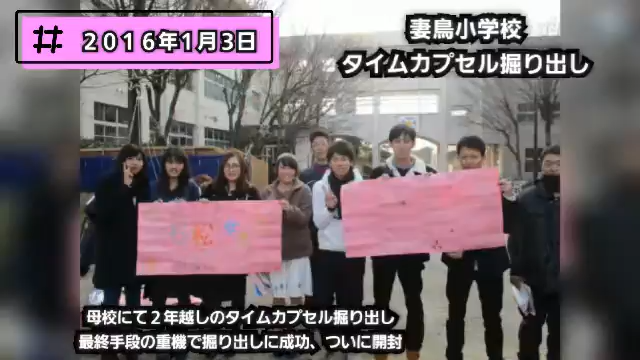 # 2016年1月3日
妻鳥小学校
タイムカプセル掘り出し
母校にて2年越しのタイムカプセル掘り出し
最終手段の重機で掘り出しに成功、ついに開封